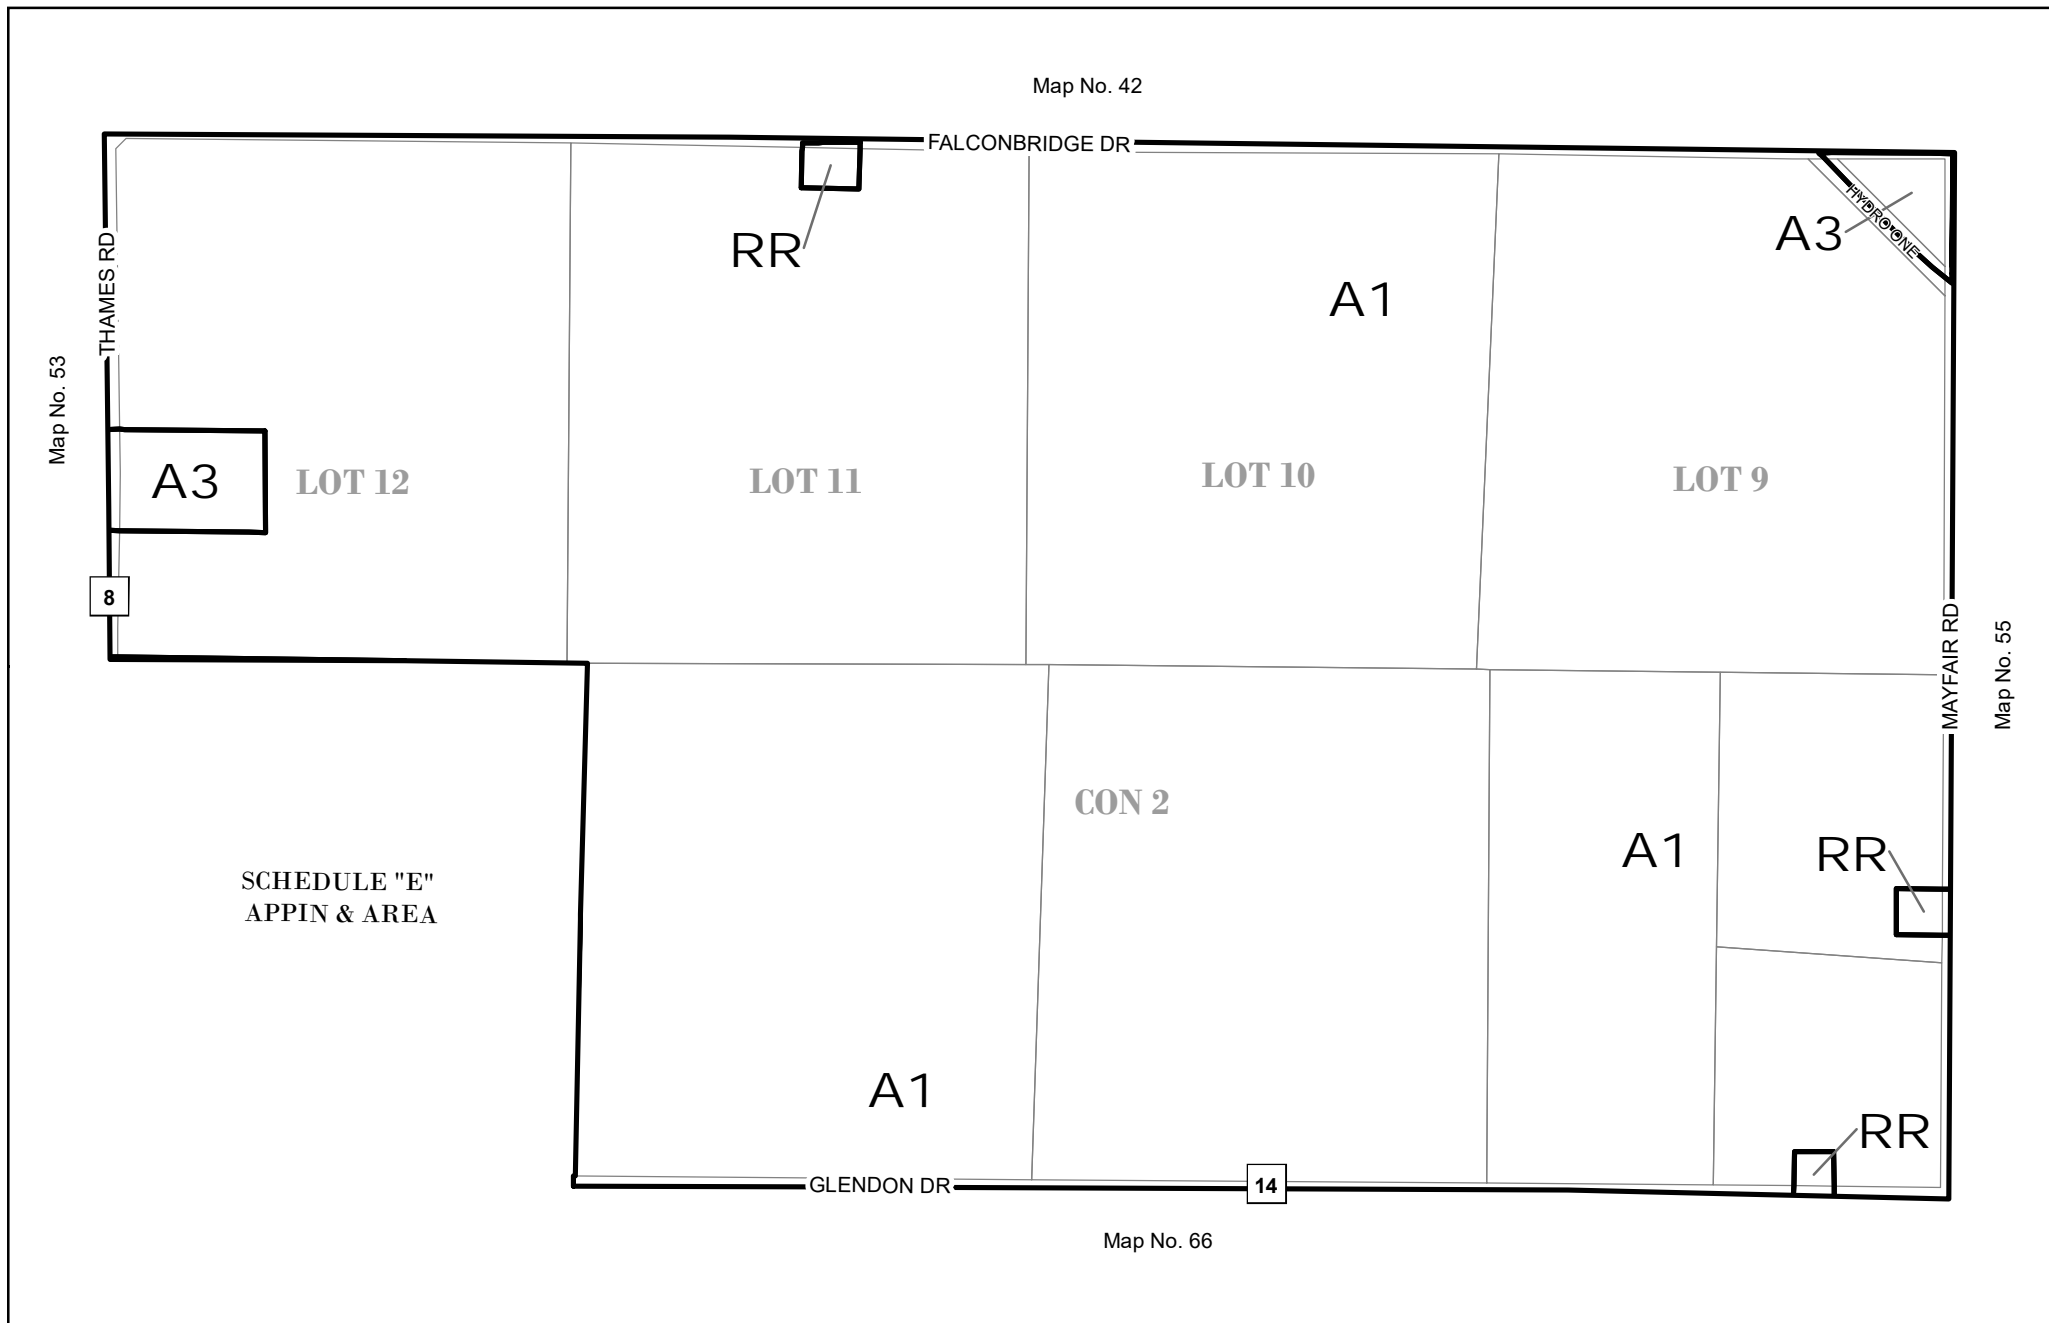 Map No. 42
FALCONBRIDGE DR
THAMES RD
RR
A3
HYDRO ONE
A1
Map No. 53
A3
LOT 12
LOT 11
LOT 10
LOT 9
8
MAYFAIR RD
Map No. 55
CON 2
A1
RR
SCHEDULE "E"
APPIN & AREA
A1
RR
GLENDON DR
14
Map No. 66